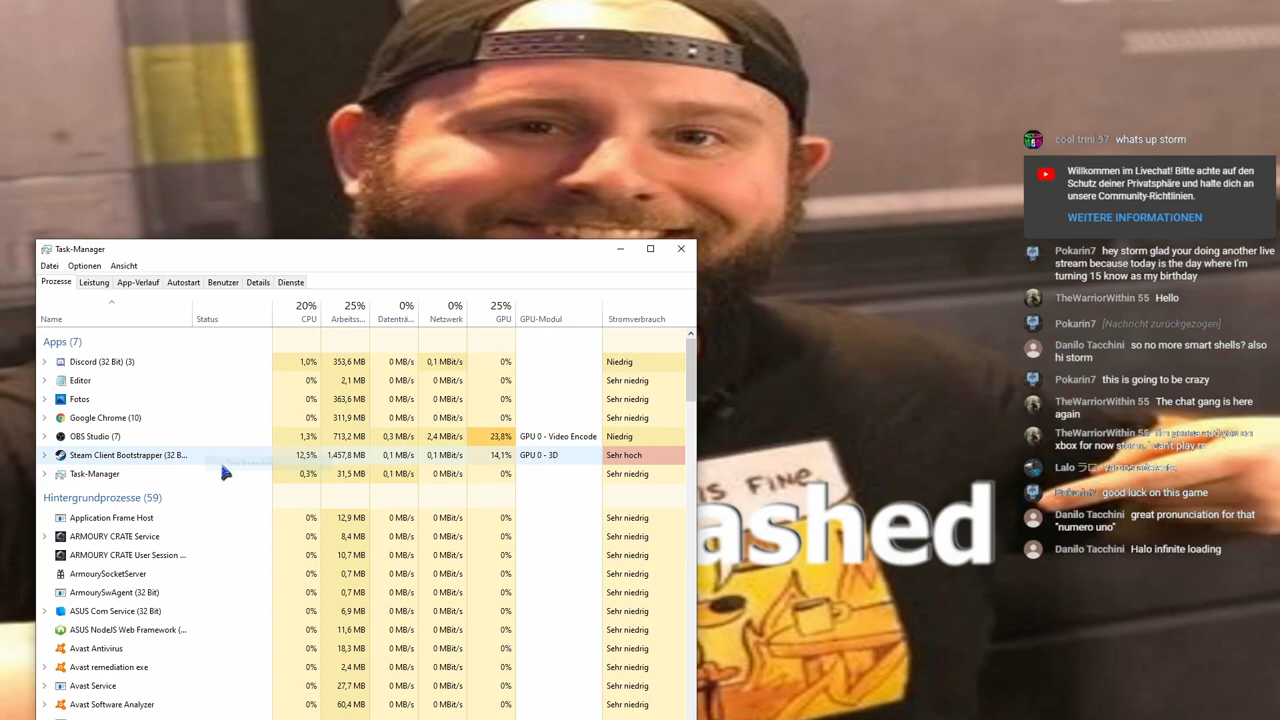 Task-Manager
Datei Optionen Ansicht
Prozesse Leistung App-Verlauf Autostart Benutzer Details Dienste
20% 25% 0% 0% 25%
Name Status CPU Arbeitss... Datenträ... Netzwerk GPU GPU-Modul Stromverbrauch
Apps (7)
Discord (32 Bit) (3) 1,0% 353,6 MB 0 MB/s 0,1 MBit/s 0% Niedrig
Editor 0% 2,1 MB 0 MB/s 0 MBit/s 0% Sehr niedrig
Fotos 0% 363,6 MB 0 MB/s 0 MBit/s 0% Sehr niedrig
Google Chrome (10) 0% 311,9 MB 0 MB/s 0 MBit/s 0% Sehr niedrig
OBS Studio (7) 1,3% 713,2 MB 0,3 MB/s 2,4 MBit/s 23,8% GPU 0 - Video Encode Niedrig
Steam Client Bootstrapper (32 B... 12,5% 1.457,8 MB 0,1 MB/s 0,1 MBit/s 14,1% GPU 0 - 3D Sehr hoch
Task-Manager 0,3% 31,5 MB 0,1 MB/s 0 MBit/s 0% Sehr niedrig
Hintergrundprozesse (59)
Application Frame Host 0% 12,9 MB 0 MB/s 0 MBit/s 0% Sehr niedrig
ARMOURY CRATE Service 0% 8,4 MB 0 MB/s 0 MBit/s 0% Sehr niedrig
ARMOURY CRATE User Session ... 0% 10,7 MB 0 MB/s 0 MBit/s 0% Sehr niedrig
ArmourySocketServer 0% 0,7 MB 0 MB/s 0 MBit/s 0% Sehr niedrig
ArmourySwAgent (32 Bit) 0% 0,7 MB 0 MB/s 0 MBit/s 0% Sehr niedrig
ASUS Com Service (32 Bit) 0% 6,9 MB 0 MB/s 0 MBit/s 0% Sehr niedrig
ASUS NodeJS Web Framework (... 0% 11,6 MB 0 MB/s 0 MBit/s 0% Sehr niedrig
Avast Antivirus 0% 18,3 MB 0 MB/s 0 MBit/s 0% Sehr niedrig
Avast remediation exe 0% 2,4 MB 0 MB/s 0 MBit/s 0% Sehr niedrig
Avast Service 0% 27,7 MB 0 MB/s 0 MBit/s 0% Sehr niedrig
Avast Software Analyzer 0% 60,4 MB 0 MB/s 0 MBit/s 0% Sehr niedrig
IS FINE
ashed
cool trini 97 whats up storm
Willkommen im Livechat! Bitte achte auf den
Schutz deiner Privatsphäre und halte dich an
unsere Community-Richtlinien.
WEITERE INFORMATIONEN
Pokarin7 hey storm glad your doing another live
stream because today is the day where I'm
turning 15 know as my birthday
TheWarriorWithin 55 Hello
Pokarin7 [Nachricht zurückgezogen]
Danilo Tacchini so no more smart shells? also
hi storm
Pokarin7 this is going to be crazy
TheWarriorWithin 55 The chat gang is here
again
TheWarriorWithin 55 I'm gonna add you on
xbox for now storm. I can't play rn
Lalo
Pokarin7 good luck on this game
Danilo Tacchini great pronunciation for that
"numero uno"
Danilo Tacchini Halo infinite loading